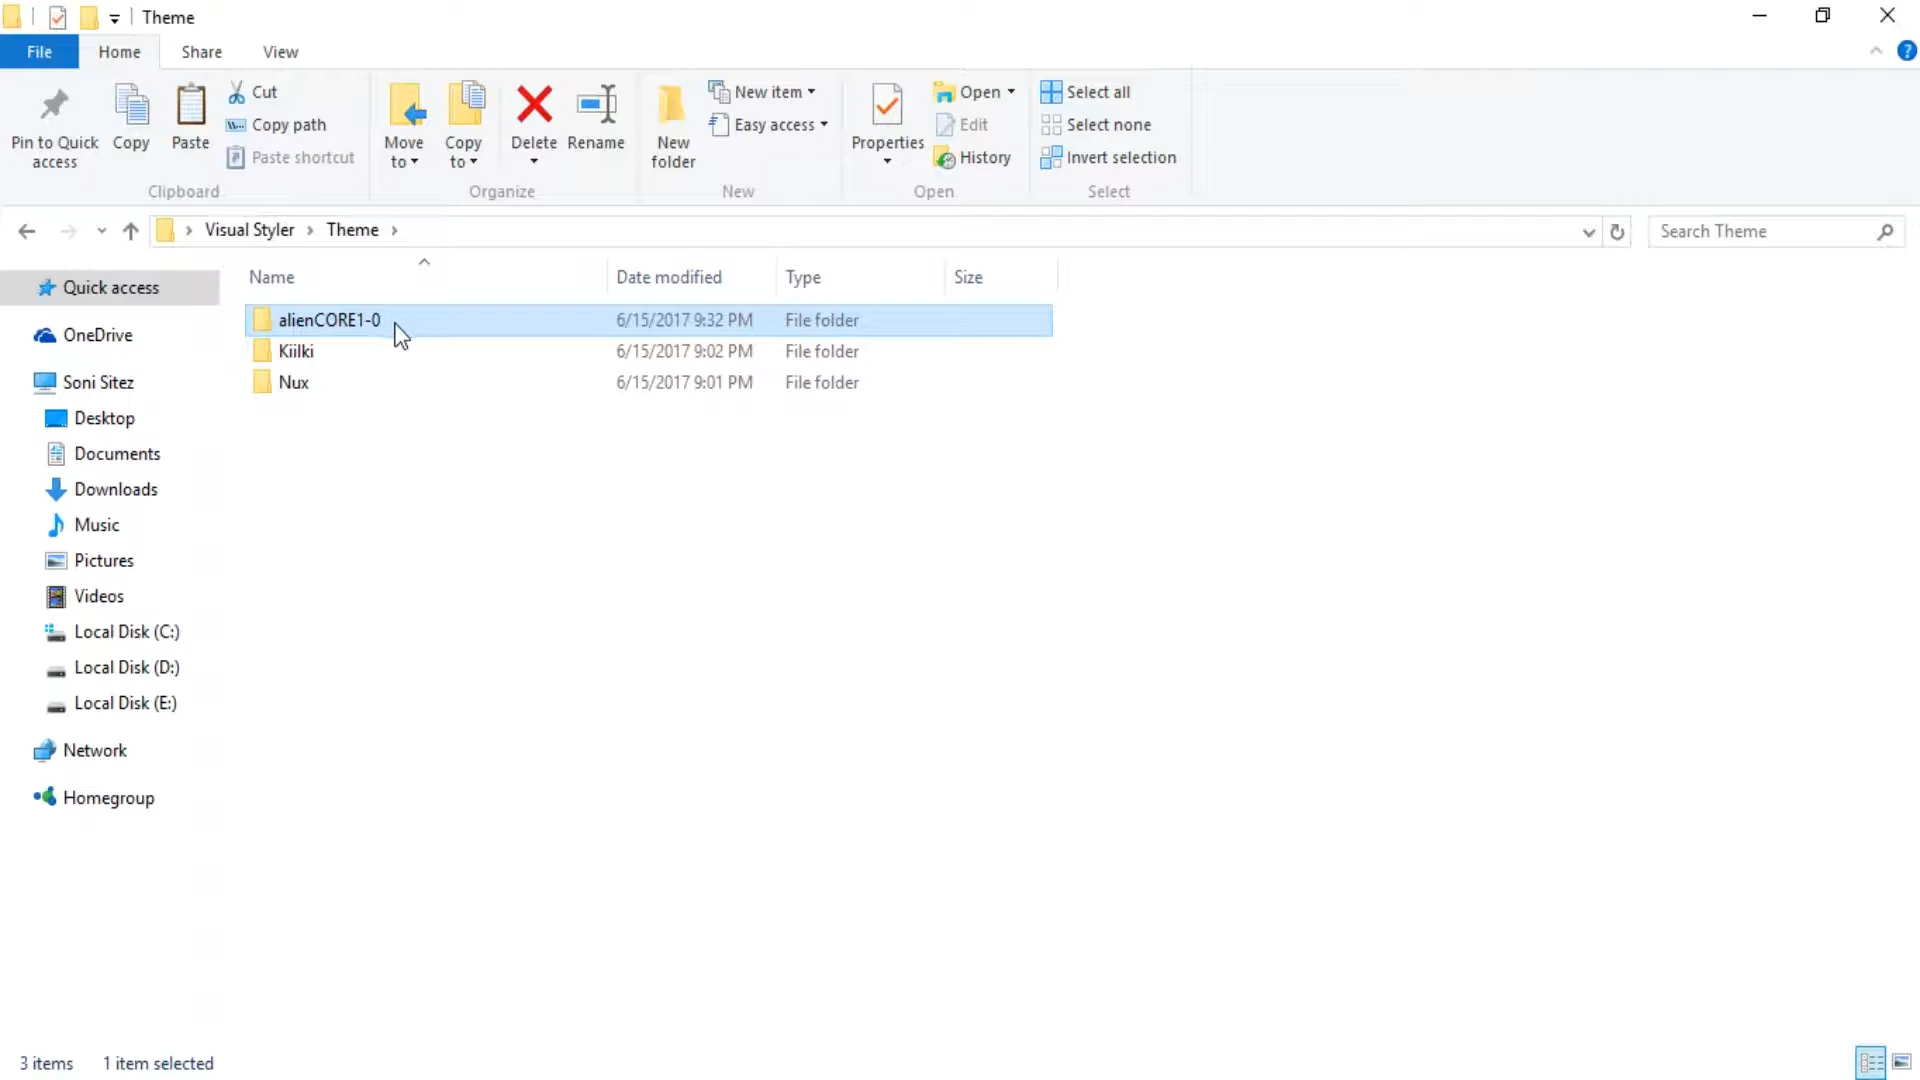 Theme
File Home Share View
Pin to Quick access
Copy
Paste
Cut
Copy path
Paste shortcut
Clipboard
Move to
Copy to
Delete
Rename
Organize
New folder
New item
Easy access
New
Properties
Open
Edit
History
Open
Select all
Select none
Invert selection
Select
Visual Styler Theme
Search Theme
Name Date modified Type Size
alienCORE1-0 6/15/2017 9:32 PM File folder
Kiilki 6/15/2017 9:02 PM File folder
Nux 6/15/2017 9:01 PM File folder
Quick access
OneDrive
Soni Sitez
Desktop
Documents
Downloads
Music
Pictures
Videos
Local Disk (C:)
Local Disk (D:)
Local Disk (E:)
Network
Homegroup
3 items 1 item selected